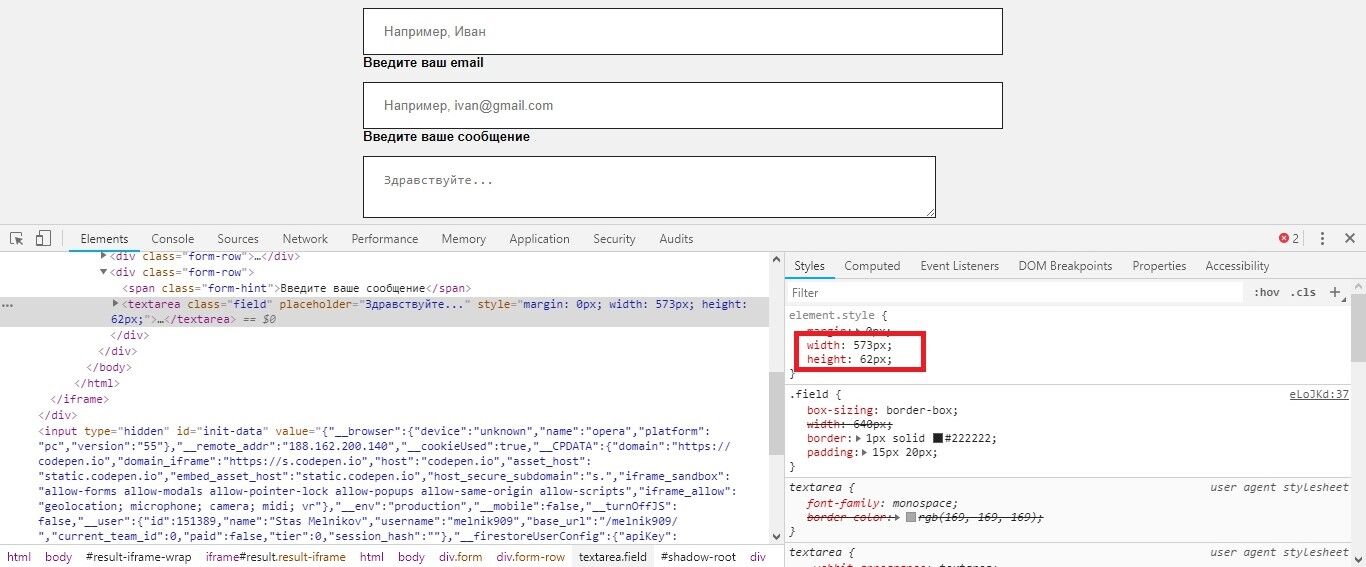 Например, Иван
Введите ваш email
Например, ivan@gmail.com
Введите ваше сообщение
Здравствуйте...
Elements Console Sources Network Performance Memory Application Security Audits 2
<div class="form-row">…</div>
<div class="form-row">
<span class="form-hint">Введите ваше сообщение</span>
<textarea class="field" placeholder="Здравствуйте..." style="margin: 0px; width: 573px; height:
62px;">…</textarea> == $0
</div>
</div>
</body>
</html>
</iframe>
</div>
<input type="hidden" id="init-data" value="{"__browser":{"device":"unknown","name":"opera","platform":
"pc","version":"55"},"__remote_addr":"188.162.200.140","__cookieUsed":true,"__CPDATA":{"domain":"https://
codepen.io","domain_iframe":"https://s.codepen.io","host":"codepen.io","asset_host":
"static.codepen.io","embed_asset_host":"static.codepen.io","host_secure_subdomain":"s.","iframe_sandbox":
"allow-forms allow-modals allow-pointer-lock allow-popups allow-same-origin allow-scripts","iframe_allow":
"geolocation; microphone; camera; midi; vr"},"__env":"production","__mobile":false,"__turnOffJS":
false,"__user":{"id":151389,"name":"Stas Melnikov","username":"melnik909","base_url":"/melnik909/
","current_team_id":0,"paid":false,"tier":0,"session_hash":""},"__firestoreUserConfig":{"apiKey":
html body #result-iframe-wrap iframe#result.result-iframe html body div.form div.form-row textarea.field #shadow-root div
Styles Computed Event Listeners DOM Breakpoints Properties Accessibility
Filter :hov .cls +
element.style {
margin: 0px;
width: 573px;
height: 62px;
}
.field { eLoJKd:37
box-sizing: border-box;
width: 640px;
border: 1px solid #222222;
padding: 15px 20px;
}
textarea { user agent stylesheet
font-family: monospace;
border-color: rgb(169, 169, 169);
}
textarea { user agent stylesheet
-webkit-appearance: textarea;